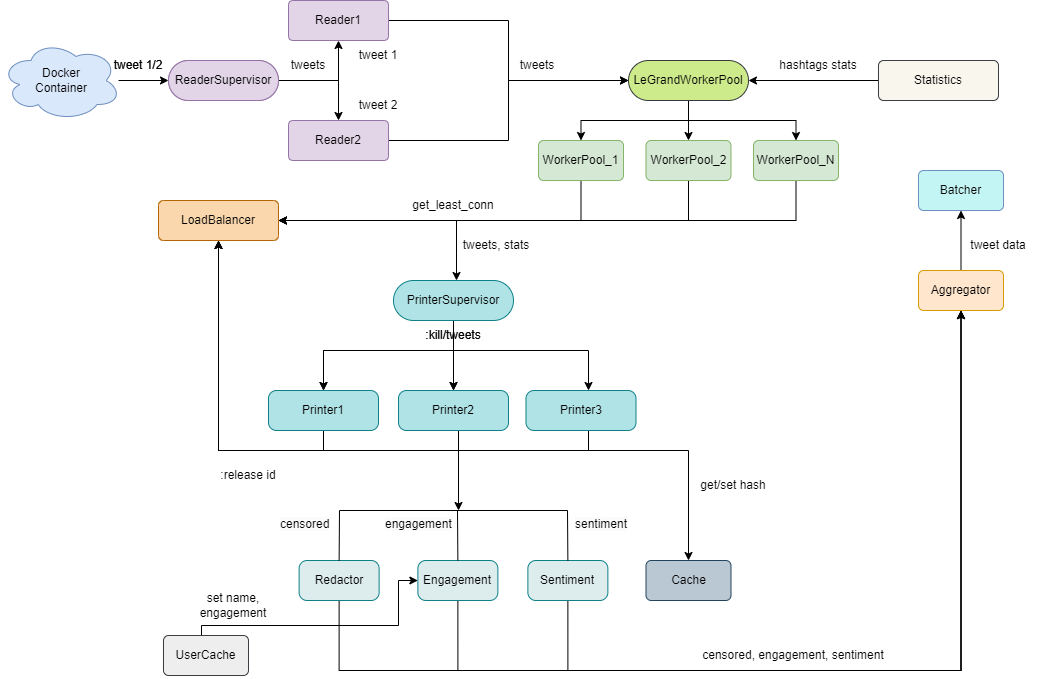 Reader1
tweet 1/2
Docker
Container
ReaderSupervisor
tweets
tweet 1
tweet 2
Reader2
tweets
LeGrandWorkerPool
hashtags stats
Statistics
WorkerPool_1
WorkerPool_2
WorkerPool_N
Batcher
LoadBalancer
get_least_conn
tweets, stats
tweet data
PrinterSupervisor
Aggregator
:kill/tweets
Printer1
Printer2
Printer3
:release id
get/set hash
censored
engagement
sentiment
Redactor
Engagement
Sentiment
Cache
set name,
engagement
UserCache
censored, engagement, sentiment